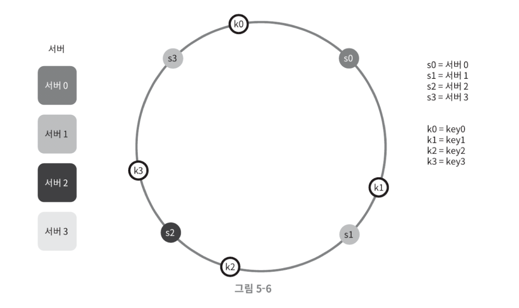 서버
서버 0
서버 1
서버 2
서버 3
k0
s3
s0
k3
k1
s2
s1
k2
s0 = 서버 0
s1 = 서버 1
s2 = 서버 2
s3 = 서버 3
k0 = key0
k1 = key1
k2 = key2
k3 = key3
그림 5-6